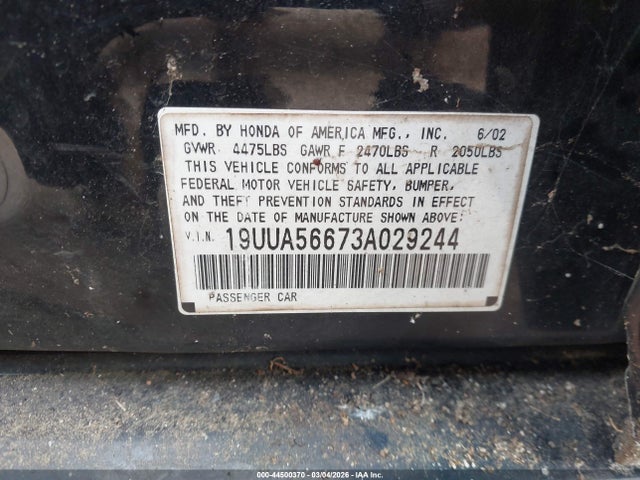 MFD. BY HONDA OF AMERICA MFG., INC. 6/02
GVWR 4475LBS GAWR F 2470LBS R 2050LBS
THIS VEHICLE CONFORMS TO ALL APPLICABLE
FEDERAL MOTOR VEHICLE SAFETY, BUMPER,
AND THEFT PREVENTION STANDARDS IN EFFECT
ON THE DATE OF MANUFACTURE SHOWN ABOVE.
V.I.N. 19UUA56673A029244
PASSENGER CAR
000-44500370 - 03/04/2026 - IAA.com